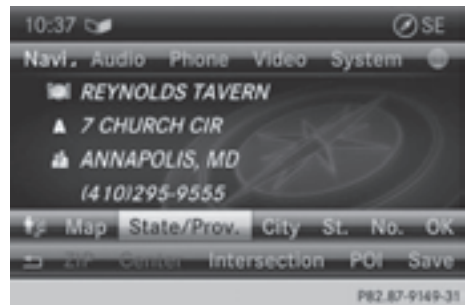 10:37 SE
Navi. Audio Phone Video System
REYNOLDS TAVERN
7 CHURCH CIR
ANNAPOLIS, MD
(410)295-9555
Map State/Prov. City St. No. OK
ZIP Center Intersection POI Save
P82.87-9149-31